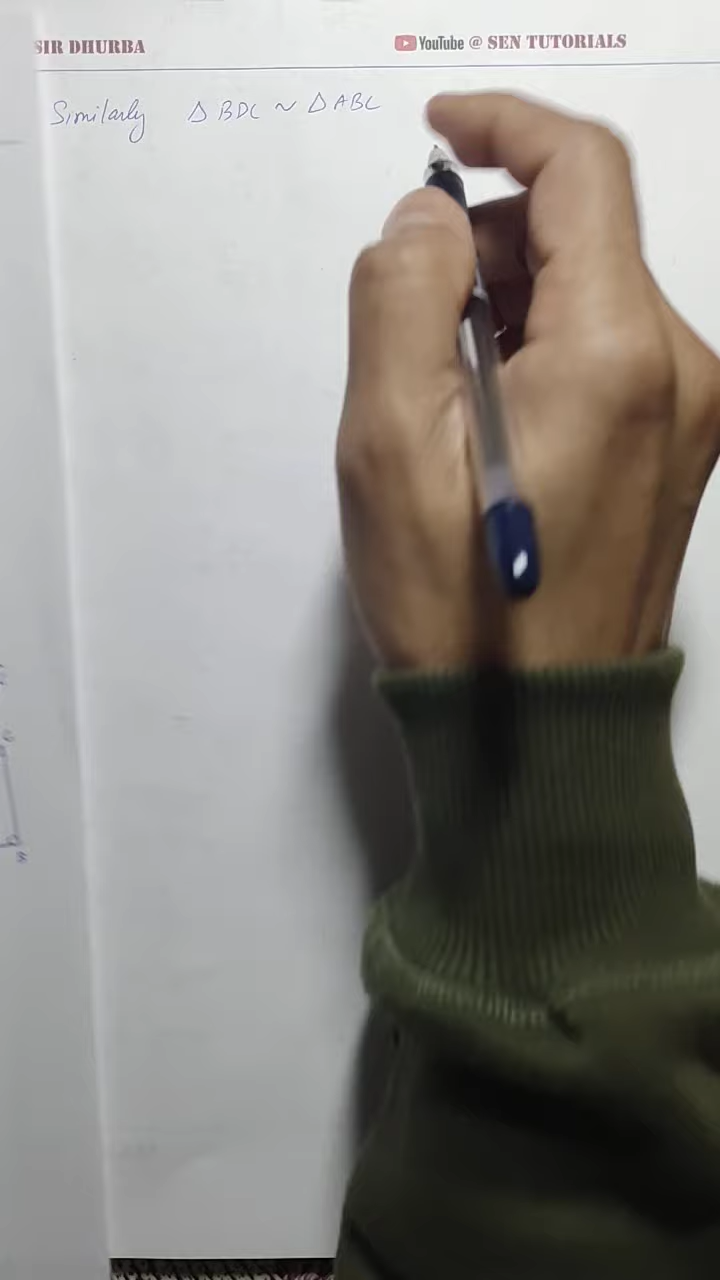 SIR DHURBA
YouTube @ SEN TUTORIALS
Similarly Δ BDC ~ Δ ABC